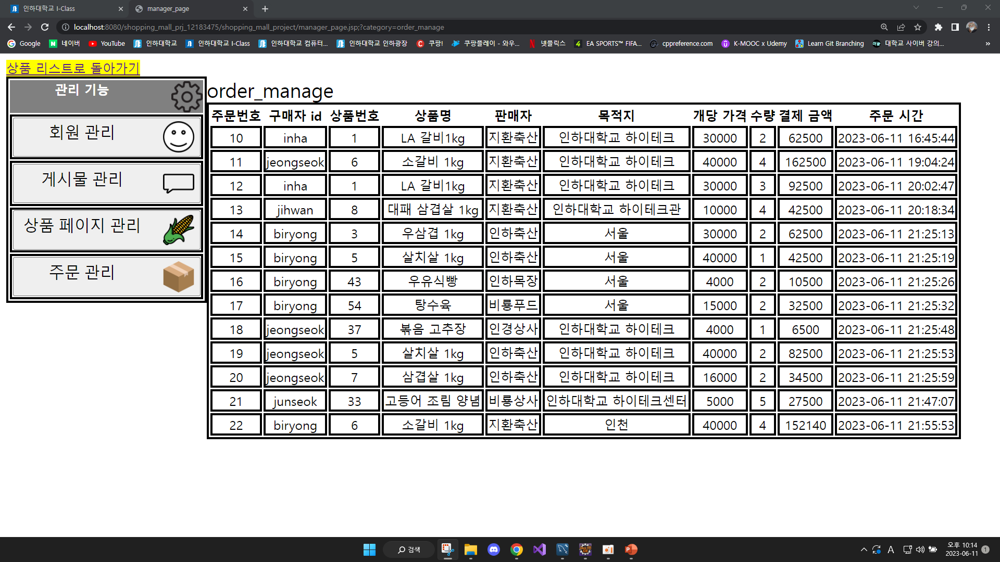 인하대학교 I-Class
manager_page
localhost:8080/shopping_mall_prj_12183475/shopping_mall_project/manager_page.jsp;?category=order_manage
Google 네이버 YouTube 인하대학교 인하대학교 I-Class 인하대학교 컴퓨터... 인하대학교 인하광장 쿠팡! 쿠팡플레이 - 와우... 넷플릭스 EA SPORTS™ FIFA... cppreference.com K-MOOC x Udemy Learn Git Branching 대학교 사이버 강의... »
상품 리스트로 돌아가기
관리 기능
회원 관리
게시물 관리
상품 페이지 관리
주문 관리
order_manage
주문번호 구매자 id 상품번호 상품명 판매자 목적지 개당 가격 수량 결제 금액 주문 시간
10 inha 1 LA 갈비1kg 지환축산 인하대학교 하이테크 30000 2 62500 2023-06-11 16:45:44
11 jeongseok 6 소갈비 1kg 지환축산 인하대학교 하이테크 40000 4 162500 2023-06-11 19:04:24
12 inha 1 LA 갈비1kg 지환축산 인하대학교 하이테크 30000 3 92500 2023-06-11 20:02:47
13 jihwan 8 대패 삼겹살 1kg 지환축산 인하대학교 하이테크관 10000 4 42500 2023-06-11 20:18:34
14 biryong 3 우삼겹 1kg 인하축산 서울 30000 2 62500 2023-06-11 21:25:13
15 biryong 5 살치살 1kg 인하축산 서울 40000 1 42500 2023-06-11 21:25:19
16 biryong 43 우유식빵 인하목장 서울 4000 2 10500 2023-06-11 21:25:26
17 biryong 54 탕수육 비룡푸드 서울 15000 2 32500 2023-06-11 21:25:32
18 jeongseok 37 볶음 고추장 인경상사 인하대학교 하이테크 4000 1 6500 2023-06-11 21:25:48
19 jeongseok 5 살치살 1kg 인하축산 인하대학교 하이테크 40000 2 82500 2023-06-11 21:25:53
20 jeongseok 7 삼겹살 1kg 인하축산 인하대학교 하이테크 16000 2 34500 2023-06-11 21:25:59
21 junseok 33 고등어 조림 양념 비룡상사 인하대학교 하이테크센터 5000 5 27500 2023-06-11 21:47:07
22 biryong 6 소갈비 1kg 지환축산 인천 40000 4 152140 2023-06-11 21:55:53
검색
A
오후 10:14
2023-06-11
1